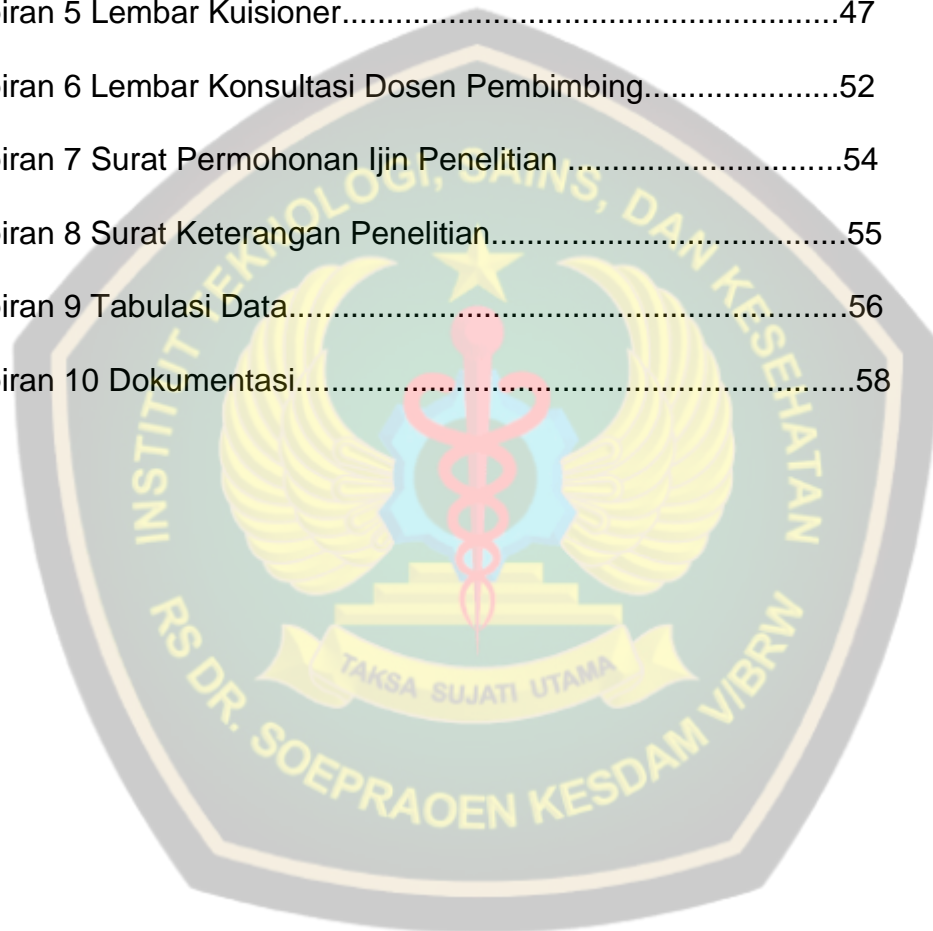 iran 5 Lembar Kuisioner........................................................47
iran 6 Lembar Konsultasi Dosen Pembimbing......................52
iran 7 Surat Permohonan Ijin Penelitian ...............................54
iran 8 Surat Keterangan Penelitian........................................55
iran 9 Tabulasi Data...............................................................56
iran 10 Dokumentasi...............................................................58
INSTITUT TEKNOLOGI, SAINS, DAN KESEHATAN
TAKSA SUJATI UTAMA
RS DR. SOEPRAOEN KESDAM V/BRW